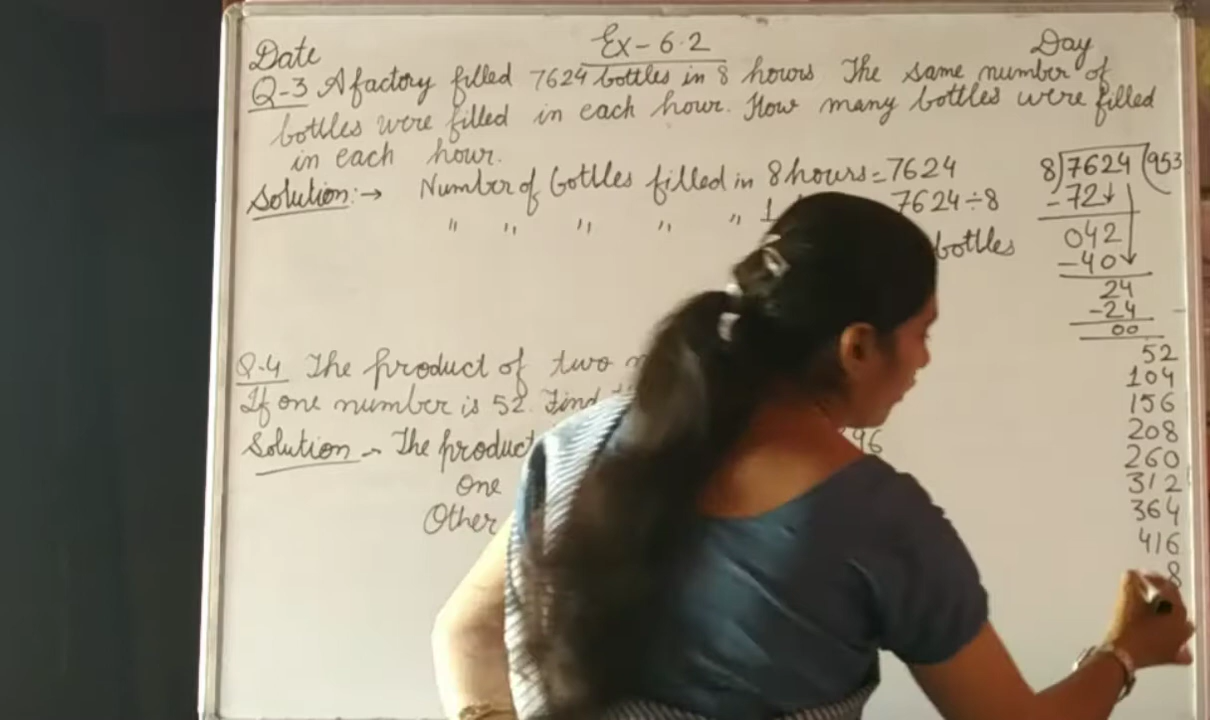 Date Ex-6.2 Day
Q-3 A factory filled 7624 bottles in 8 hours The same number of
bottles were filled in each hour. How many bottles were filled
in each hour.
Solution:→ Number of bottles filled in 8 hours = 7624
" " " " " 1 7624÷8
bottles
8)7624(953
-72↓
042
-40↓
24
-24
00
Q.4 The product of two
If one number is 52. Find
Solution - The product 96
One
Other
52
104
156
208
260
312
364
416
8